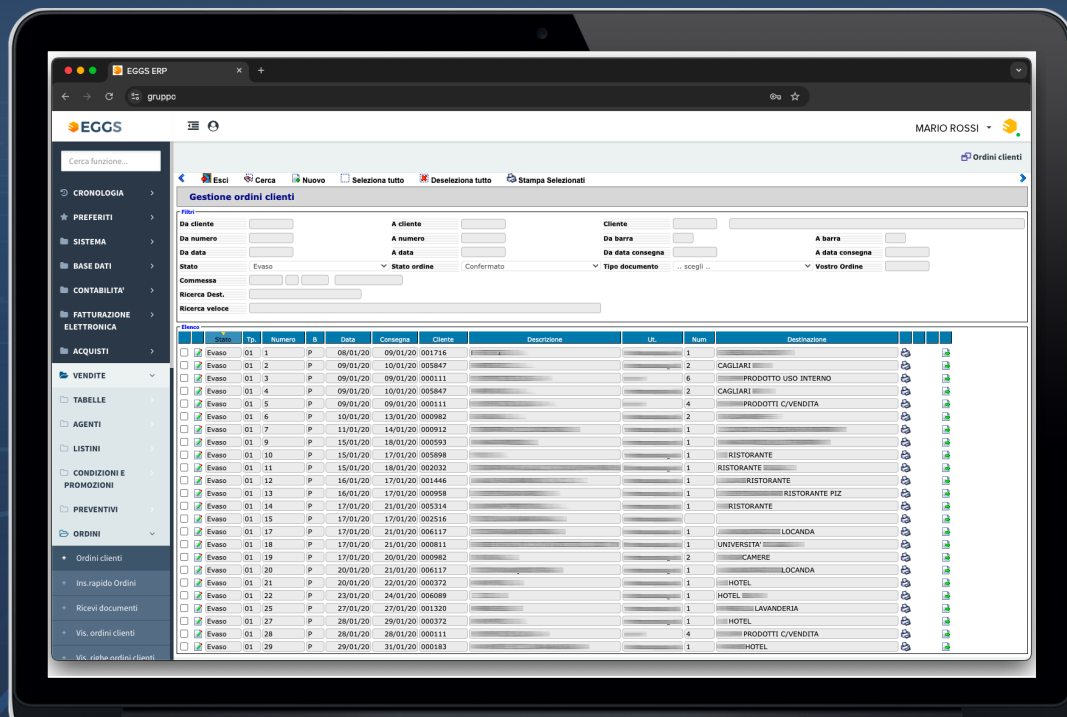 EGGS ERP × +
gruppo
EGGS
MARIO ROSSI
Cerca funzione...
Ordini clienti
Esci Cerca Nuovo Seleziona tutto Deseleziona tutto Stampa Selezionati
Gestione ordini clienti
CRONOLOGIA
PREFERITI
SISTEMA
BASE DATI
CONTABILITA'
FATTURAZIONE
ELETTRONICA
ACQUISTI
VENDITE
TABELLE
AGENTI
LISTINI
CONDIZIONI E
PROMOZIONI
PREVENTIVI
ORDINI
Ordini clienti
Ins.rapido Ordini
Ricevi documenti
Vis. ordini clienti
Vis. righe ordini clienti
Filtri
Da cliente A cliente Cliente
Da numero A numero Da barra A barra
Da data A data Da data consegna A data consegna
Stato Evaso Stato ordine Confermato Tipo documento .. scegli .. Vostro Ordine
Commessa
Ricerca Dest.
Ricerca veloce
Elenco
Stato Tp. Numero B Data Consegna Cliente Descrizione Ut. Num Destinazione
Evaso 01 1 P 08/01/20 09/01/20 001716 1
Evaso 01 2 P 09/01/20 10/01/20 005847 2 CAGLIARI
Evaso 01 3 P 09/01/20 09/01/20 000111 6 PRODOTTO USO INTERNO
Evaso 01 4 P 09/01/20 10/01/20 005847 2 CAGLIARI
Evaso 01 5 P 09/01/20 09/01/20 000111 4 PRODOTTI C/VENDITA
Evaso 01 6 P 10/01/20 13/01/20 000982 2
Evaso 01 7 P 11/01/20 14/01/20 000912 1
Evaso 01 9 P 15/01/20 18/01/20 000593 1
Evaso 01 10 P 15/01/20 17/01/20 005898 1 RISTORANTE
Evaso 01 11 P 15/01/20 18/01/20 002032 1 RISTORANTE
Evaso 01 12 P 16/01/20 17/01/20 001446 1 RISTORANTE
Evaso 01 13 P 16/01/20 17/01/20 000958 1 RISTORANTE PIZ
Evaso 01 14 P 17/01/20 21/01/20 005314 1 RISTORANTE
Evaso 01 15 P 17/01/20 17/01/20 002516
Evaso 01 17 P 17/01/20 21/01/20 006117 1 LOCANDA
Evaso 01 18 P 17/01/20 21/01/20 000811 1 UNIVERSITA'
Evaso 01 19 P 17/01/20 20/01/20 000982 2 CAMERE
Evaso 01 20 P 20/01/20 21/01/20 006117 1 LOCANDA
Evaso 01 21 P 20/01/20 22/01/20 000372 1 HOTEL
Evaso 01 22 P 23/01/20 24/01/20 006089 1 HOTEL
Evaso 01 25 P 27/01/20 27/01/20 001320 1 LAVANDERIA
Evaso 01 27 P 28/01/20 29/01/20 000372 1 HOTEL
Evaso 01 28 P 28/01/20 28/01/20 000111 4 PRODOTTI C/VENDITA
Evaso 01 29 P 29/01/20 31/01/20 000183 1 HOTEL